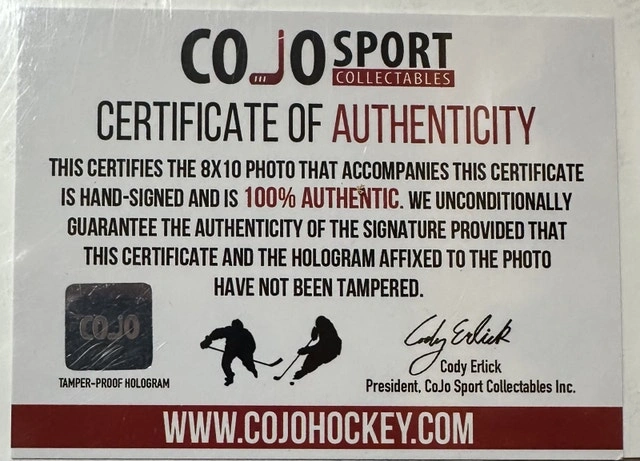 COJO SPORT
COLLECTABLES
CERTIFICATE OF AUTHENTICITY
THIS CERTIFIES THE 8X10 PHOTO THAT ACCOMPANIES THIS CERTIFICATE
IS HAND-SIGNED AND IS 100% AUTHENTIC. WE UNCONDITIONALLY
GUARANTEE THE AUTHENTICITY OF THE SIGNATURE PROVIDED THAT
THIS CERTIFICATE AND THE HOLOGRAM AFFIXED TO THE PHOTO
HAVE NOT BEEN TAMPERED.
COJO
TAMPER-PROOF HOLOGRAM
Cody Erlick
Cody Erlick
President, CoJo Sport Collectables Inc.
WWW.COJOHOCKEY.COM